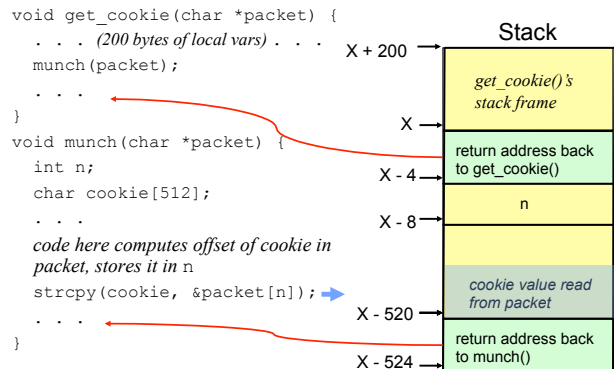 void get_cookie(char *packet) {
. . . (200 bytes of local vars) . . .
munch(packet);
. . .
}
void munch(char *packet) {
int n;
char cookie[512];
. . .
code here computes offset of cookie in
packet, stores it in n
strcpy(cookie, &packet[n]);
. . .
}
Stack
X + 200
get_cookie()'s
stack frame
X
return address back
to get_cookie()
X - 4
n
X - 8
cookie value read
from packet
X - 520
return address back
to munch()
X - 524